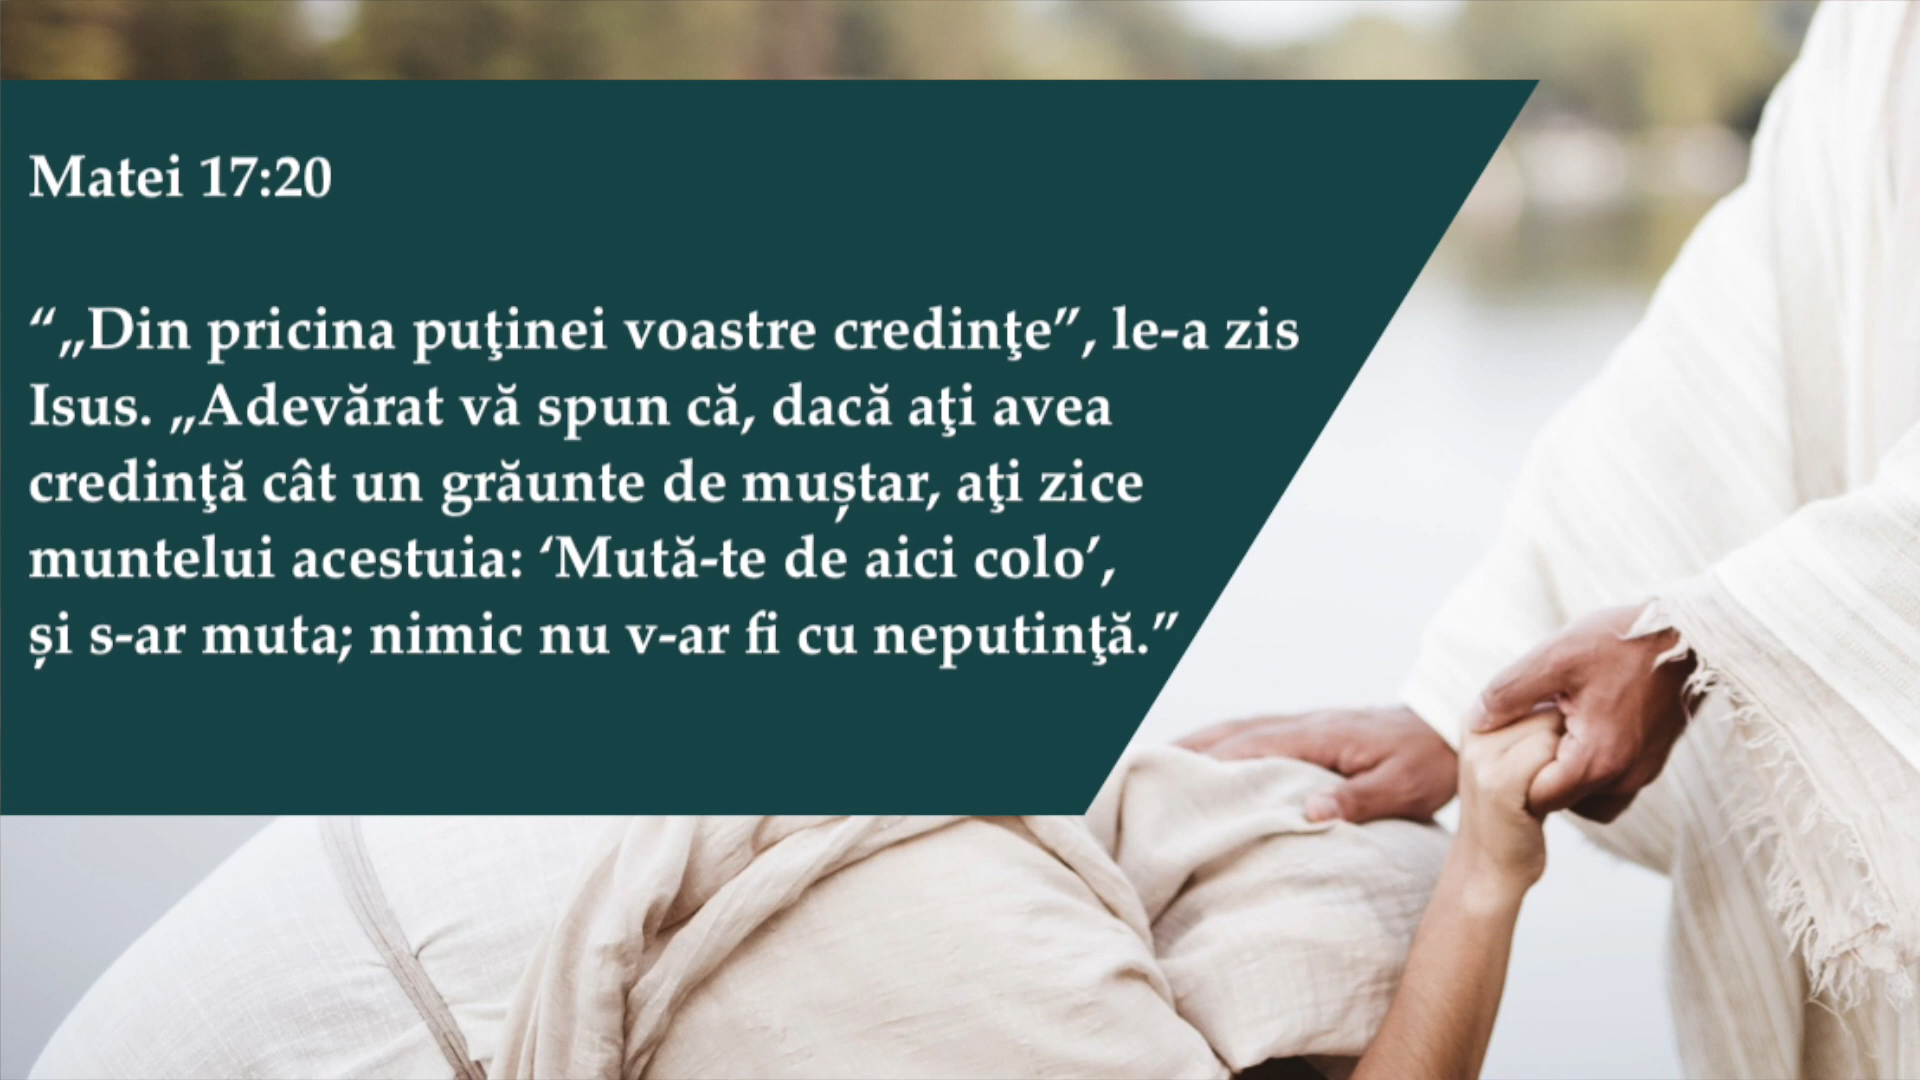 Matei 17:20
“„Din pricina puţinei voastre credinţe”, le-a zis
Isus. „Adevărat vă spun că, dacă aţi avea
credinţă cât un grăunte de muștar, aţi zice
muntelui acestuia: ‘Mută-te de aici colo’,
și s-ar muta; nimic nu v-ar fi cu neputinţă.”